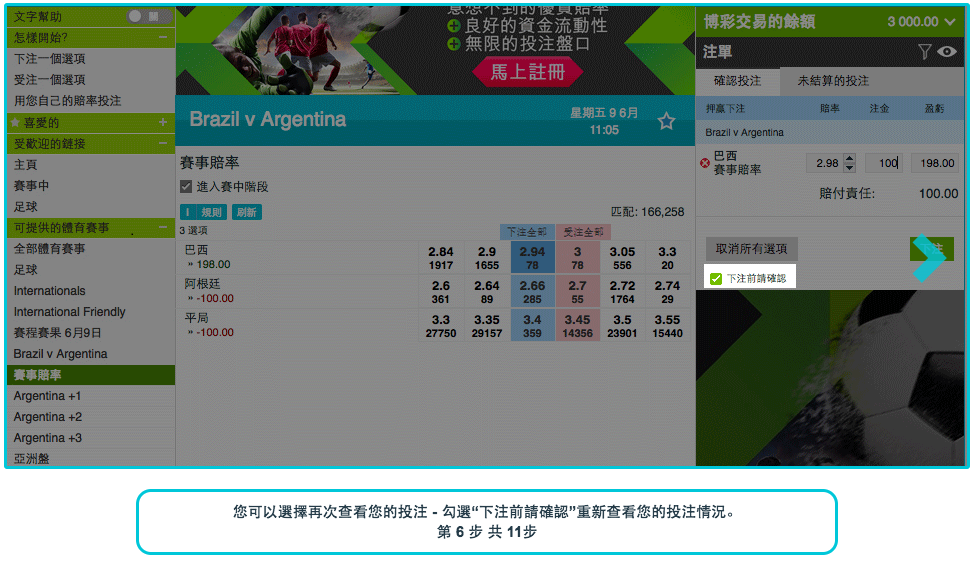 文字幫助
怎樣開始?
下注一個選項
受注一個選項
用您自己的賠率投注
喜愛的
受歡迎的鏈接
主頁
賽事中
足球
可提供的體育賽事
全部體育賽事
足球
Internationals
International Friendly
賽程賽果 6月9日
Brazil v Argentina
賽事賠率
Argentina +1
Argentina +2
Argentina +3
亞洲盤
意想不到的優質賠率
良好的資金流動性
無限的投注盤口
馬上註冊
Brazil v Argentina
星期五 9 6月
11:05
賽事賠率
進入賽中階段
規則 刷新 匹配: 166,258
3 選項 下注全部 受注全部
巴西 2.84 2.9 2.94 3 3.05 3.3
» 198.00 1917 1655 78 78 556 20
阿根廷 2.6 2.64 2.66 2.7 2.72 2.74
» -100.00 361 89 285 55 1764 29
平局 3.3 3.35 3.4 3.45 3.5 3.55
» -100.00 27750 29157 359 14356 23901 15440
博彩交易的餘額 3 000.00
注單
確認投注 未結算的投注
押贏下注 賠率 注金 盈虧
Brazil v Argentina
巴西
賽事賠率 2.98 100 198.00
賠付責任: 100.00
取消所有選項 下注
下注前請確認
您可以選擇再次查看您的投注 - 勾選“下注前請確認”重新查看您的投注情況。
第 6 步 共 11步